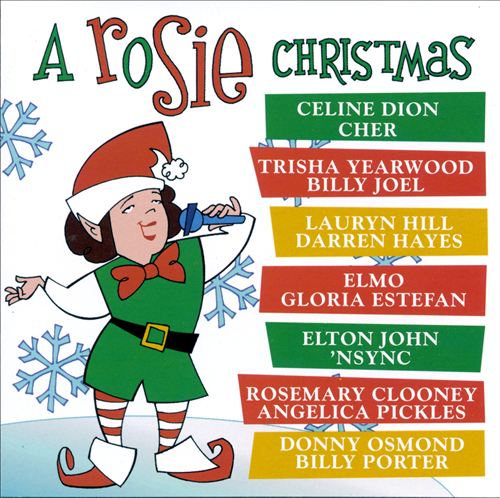 A rosie CHRISTMAS
CELINE DION
CHER
TRISHA YEARWOOD
BILLY JOEL
LAURYN HILL
DARREN HAYES
ELMO
GLORIA ESTEFAN
ELTON JOHN
'NSYNC
ROSEMARY CLOONEY
ANGELICA PICKLES
DONNY OSMOND
BILLY PORTER